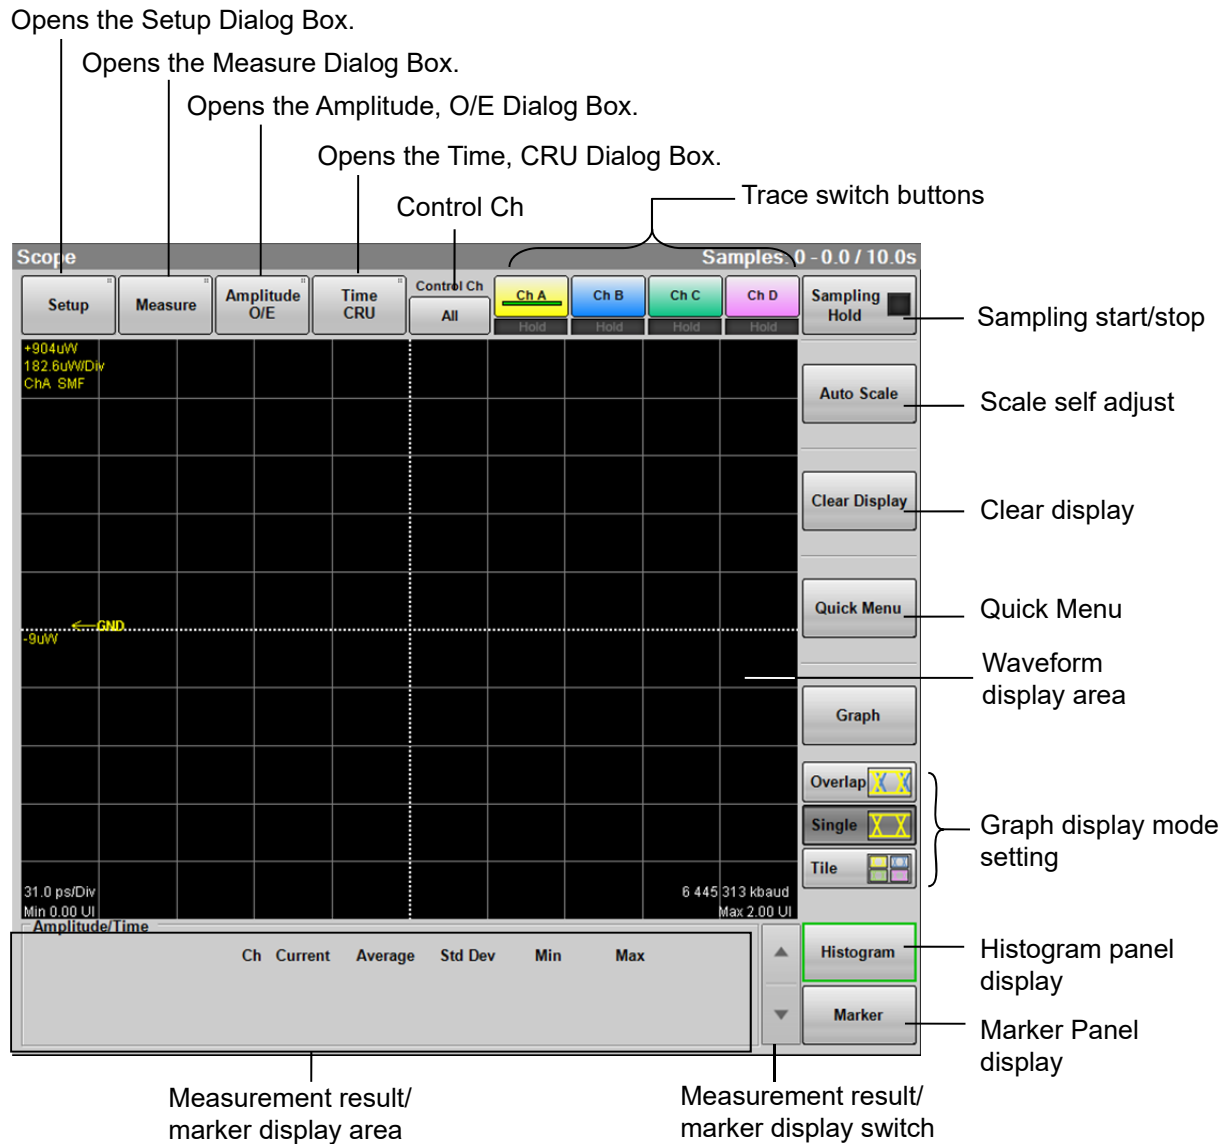 Opens the Setup Dialog Box.
Opens the Measure Dialog Box.
Opens the Amplitude, O/E Dialog Box.
Opens the Time, CRU Dialog Box.
Control Ch
Trace switch buttons
Scope
Samples: 0 - 0.0 / 10.0s
Setup
Measure
Amplitude
O/E
Time
CRU
Control Ch
All
Ch A
Hold
Ch B
Hold
Ch C
Hold
Ch D
Hold
Sampling
Hold
Sampling start/stop
+904uW
182.6uW/Div
ChA SMF
Auto Scale
Scale self adjust
Clear Display
Clear display
Quick Menu
Quick Menu
GND
-9uW
Waveform
display area
Graph
Overlap
Single
Tile
Graph display mode
setting
31.0 ps/Div
Min 0.00 UI
6 445 313 kbaud
Max 2.00 UI
Amplitude/Time
Ch Current Average Std Dev Min Max
Histogram
Histogram panel
display
Marker
Marker Panel
display
Measurement result/
marker display area
Measurement result/
marker display switch